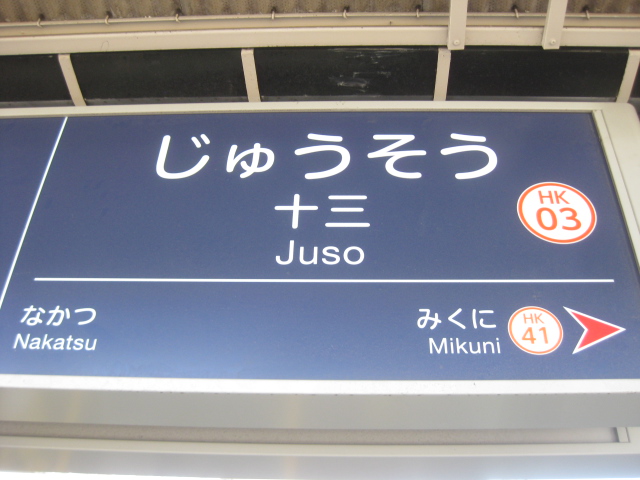 じゅうそう
十三
Juso
HK
03
なかつ
Nakatsu
みくに
Mikuni
HK
41